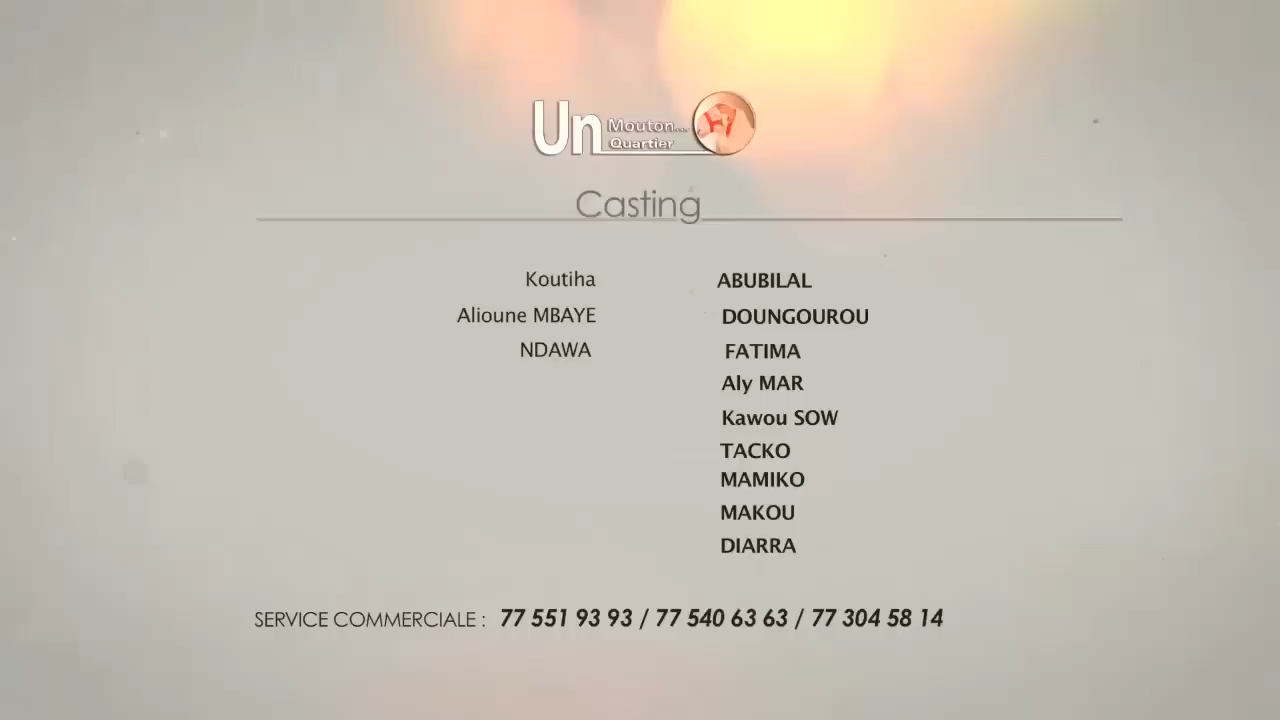 Un Mouton...
Quartier
Casting
Koutiha ABUBILAL
Alioune MBAYE DOUNGOUROU
NDAWA FATIMA
Aly MAR
Kawou SOW
TACKO
MAMIKO
MAKOU
DIARRA
SERVICE COMMERCIALE : 77 551 93 93 / 77 540 63 63 / 77 304 58 14